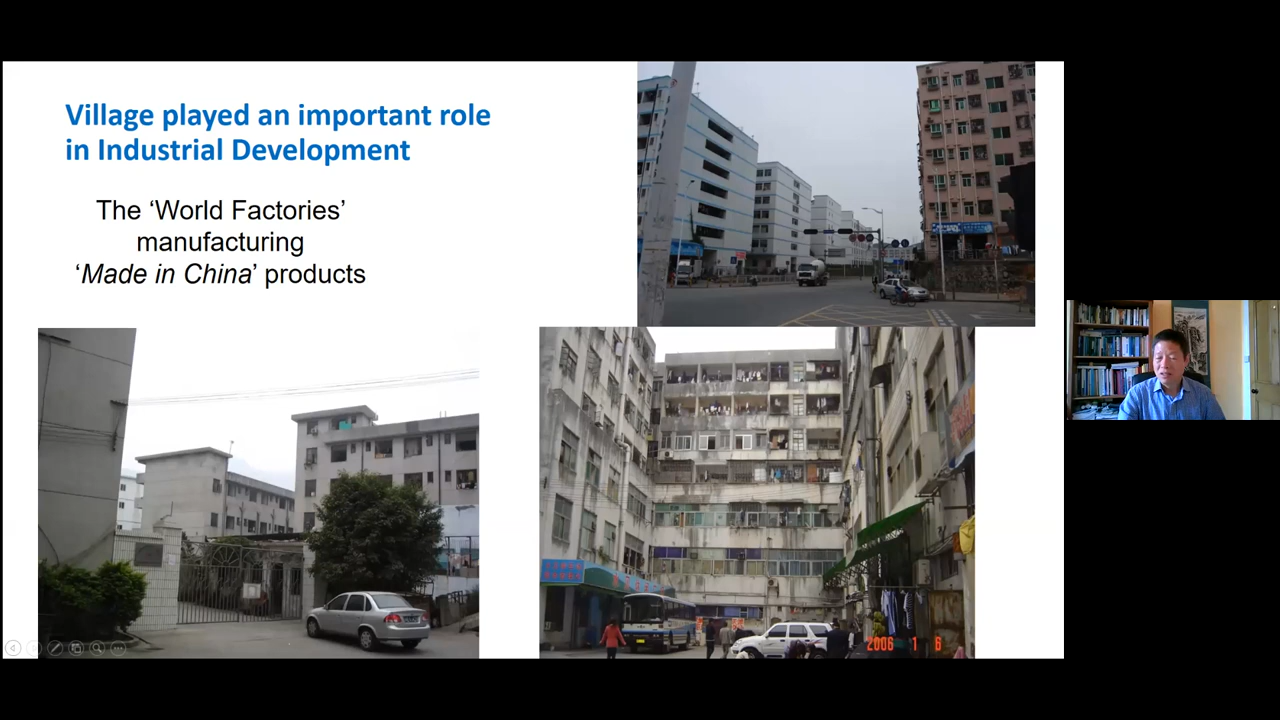 Village played an important role
in Industrial Development
The ‘World Factories’
manufacturing
‘Made in China’ products
2006 1 6